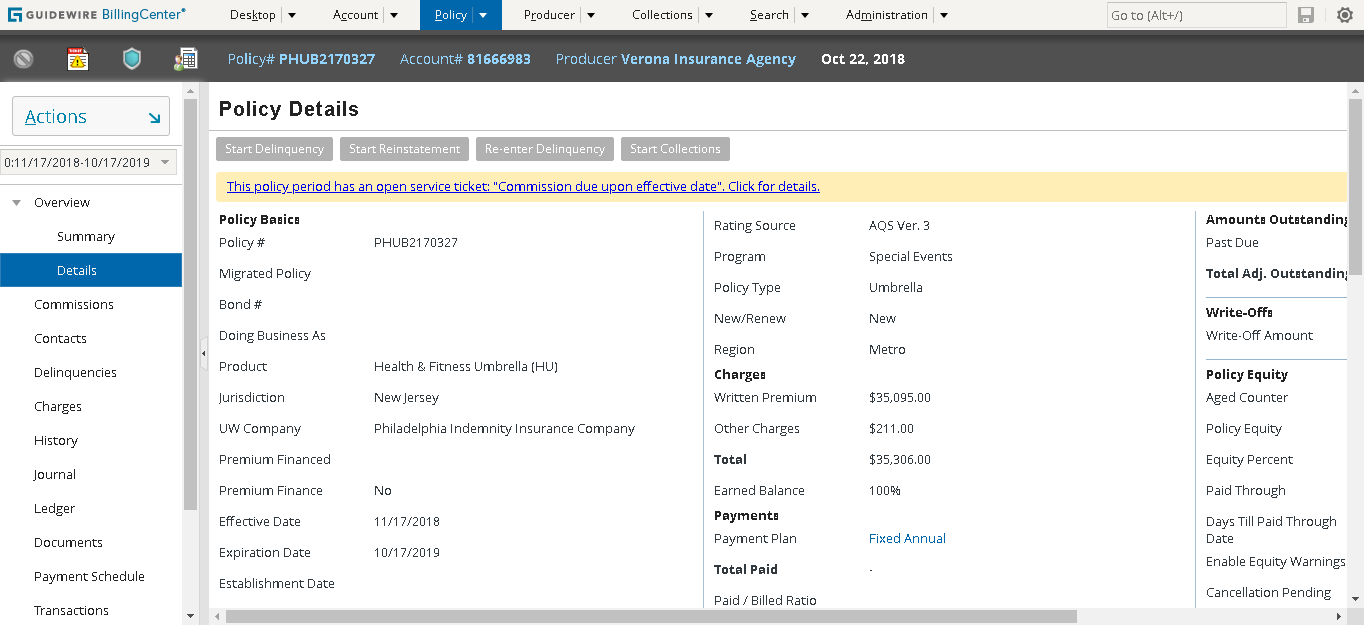 GUIDEWIRE BillingCenter®
Desktop
Account
Policy
Producer
Collections
Search
Administration
Go to (Alt+/)
Policy# PHUB2170327
Account# 81666983
Producer Verona Insurance Agency
Oct 22, 2018
Actions
0:11/17/2018-10/17/2019
Overview
Summary
Details
Commissions
Contacts
Delinquencies
Charges
History
Journal
Ledger
Documents
Payment Schedule
Transactions
Policy Details
Start Delinquency
Start Reinstatement
Re-enter Delinquency
Start Collections
This policy period has an open service ticket: "Commission due upon effective date". Click for details.
Policy Basics
Policy # PHUB2170327
Migrated Policy
Bond #
Doing Business As
Product Health & Fitness Umbrella (HU)
Jurisdiction New Jersey
UW Company Philadelphia Indemnity Insurance Company
Premium Financed
Premium Finance No
Effective Date 11/17/2018
Expiration Date 10/17/2019
Establishment Date
Rating Source AQS Ver. 3
Program Special Events
Policy Type Umbrella
New/Renew New
Region Metro
Charges
Written Premium $35,095.00
Other Charges $211.00
Total $35,306.00
Earned Balance 100%
Payments
Payment Plan Fixed Annual
Total Paid -
Paid / Billed Ratio
Amounts Outstanding
Past Due
Total Adj. Outstanding
Write-Offs
Write-Off Amount
Policy Equity
Aged Counter
Policy Equity
Equity Percent
Paid Through
Days Till Paid Through
Date
Enable Equity Warnings
Cancellation Pending